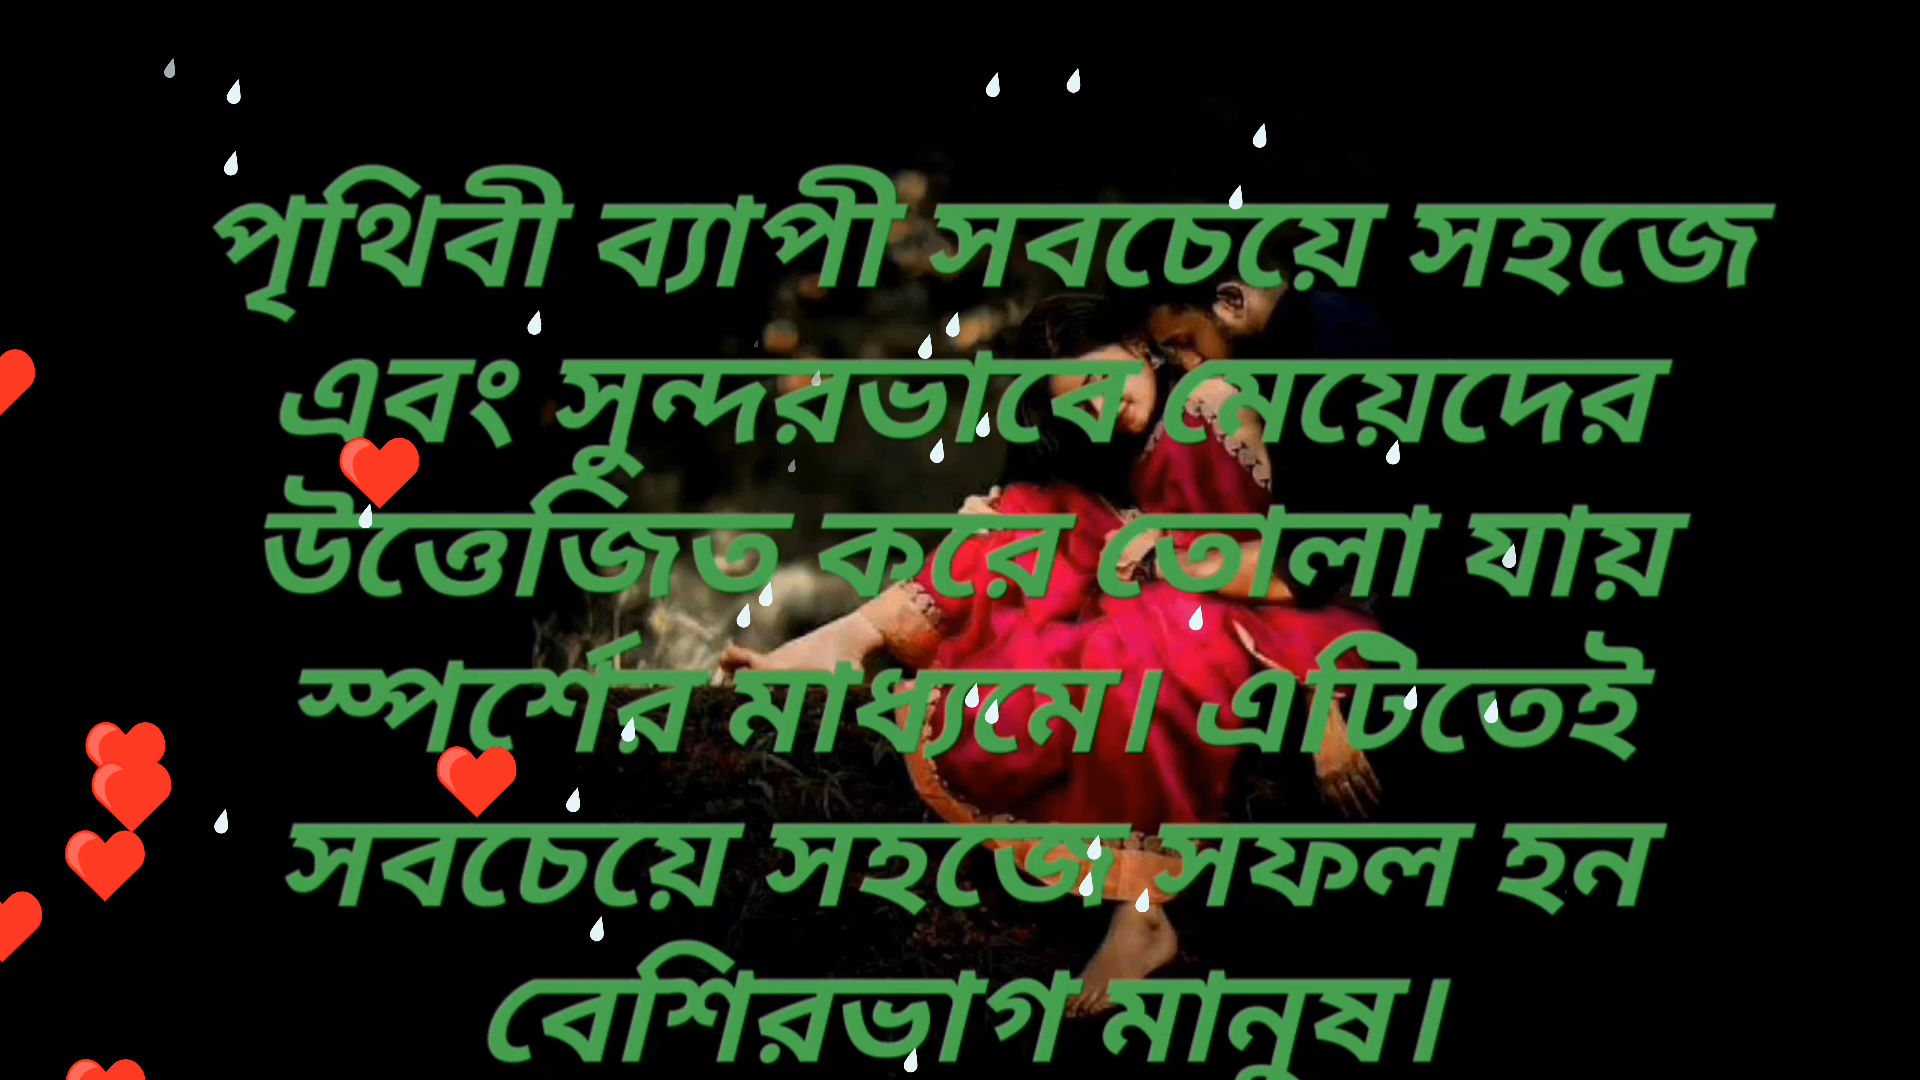 পৃথিবী ব্যাপী সবচেয়ে সহজে
এবং সুন্দরভাবে মেয়েদের
উত্তেজিত করে তোলা যায়
স্পর্শের মাধ্যমে। এটিতেই
সবচেয়ে সহজে সফল হন
বেশিরভাগ মানুষ।